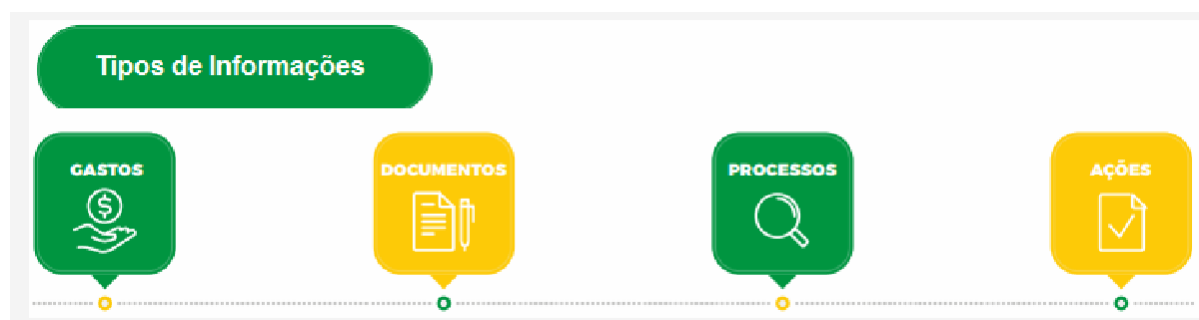 Tipos de Informações
GASTOS
DOCUMENTOS
PROCESSOS
AÇÕES